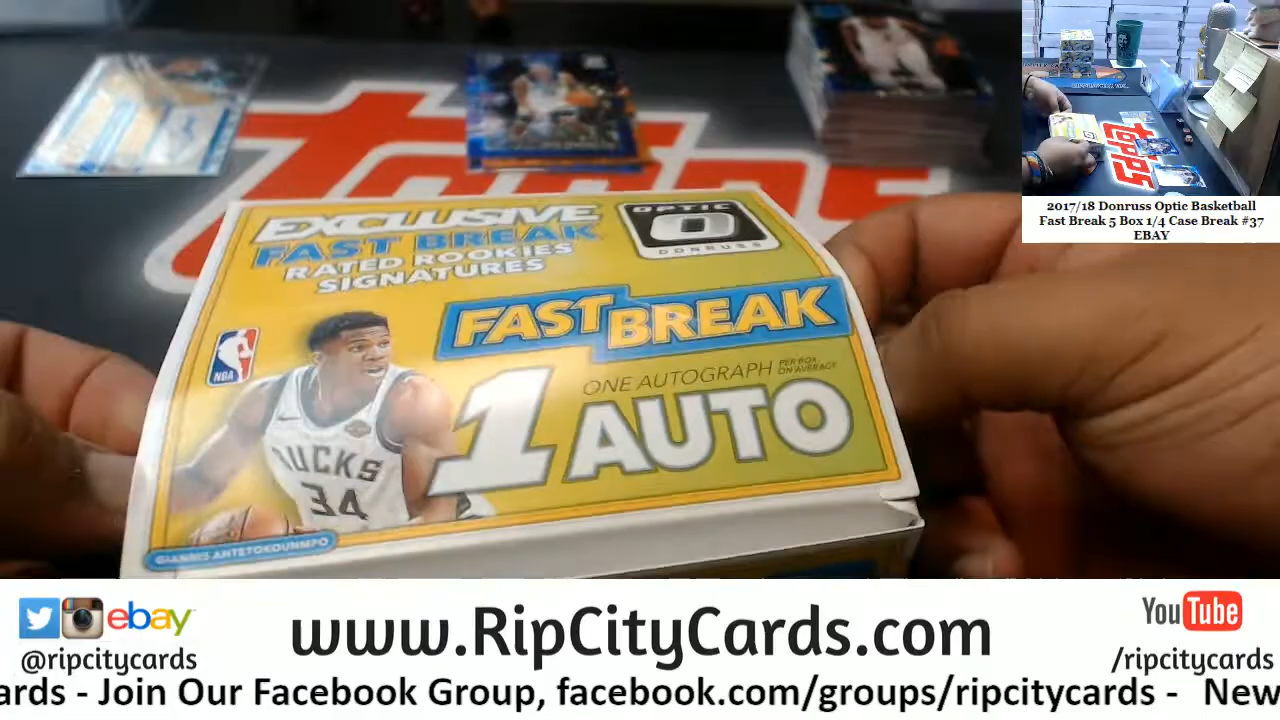 EXCLUSIVE
FAST BREAK
RATED ROOKIES
SIGNATURES
OPTIC
DONRUSS
FAST BREAK
NBA
1 AUTO
ONE AUTOGRAPH PER BOX ON AVERAGE
BUCKS
34
GIANNIS ANTETOKOUNMPO
topps
2017/18 Donruss Optic Basketball
Fast Break 5 Box 1/4 Case Break #37
EBAY
ebay
@ripcitycards
www.RipCityCards.com
YouTube
/ripcitycards
ards - Join Our Facebook Group, facebook.com/groups/ripcitycards - New